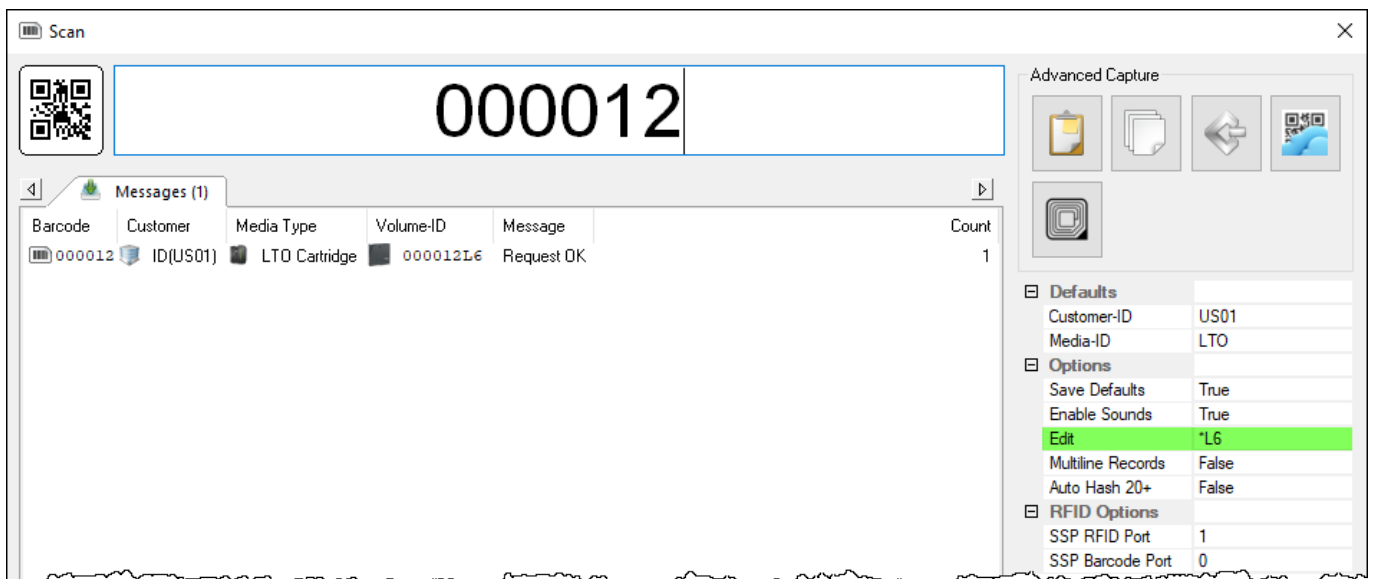 Scan
000012
Advanced Capture
Messages (1)
Barcode Customer Media Type Volume-ID Message Count
000012 ID(US01) LTO Cartridge 000012L6 Request OK 1
Defaults
Customer-ID US01
Media-ID LTO
Options
Save Defaults True
Enable Sounds True
Edit *L6
Multiline Records False
Auto Hash 20+ False
RFID Options
SSP RFID Port 1
SSP Barcode Port 0